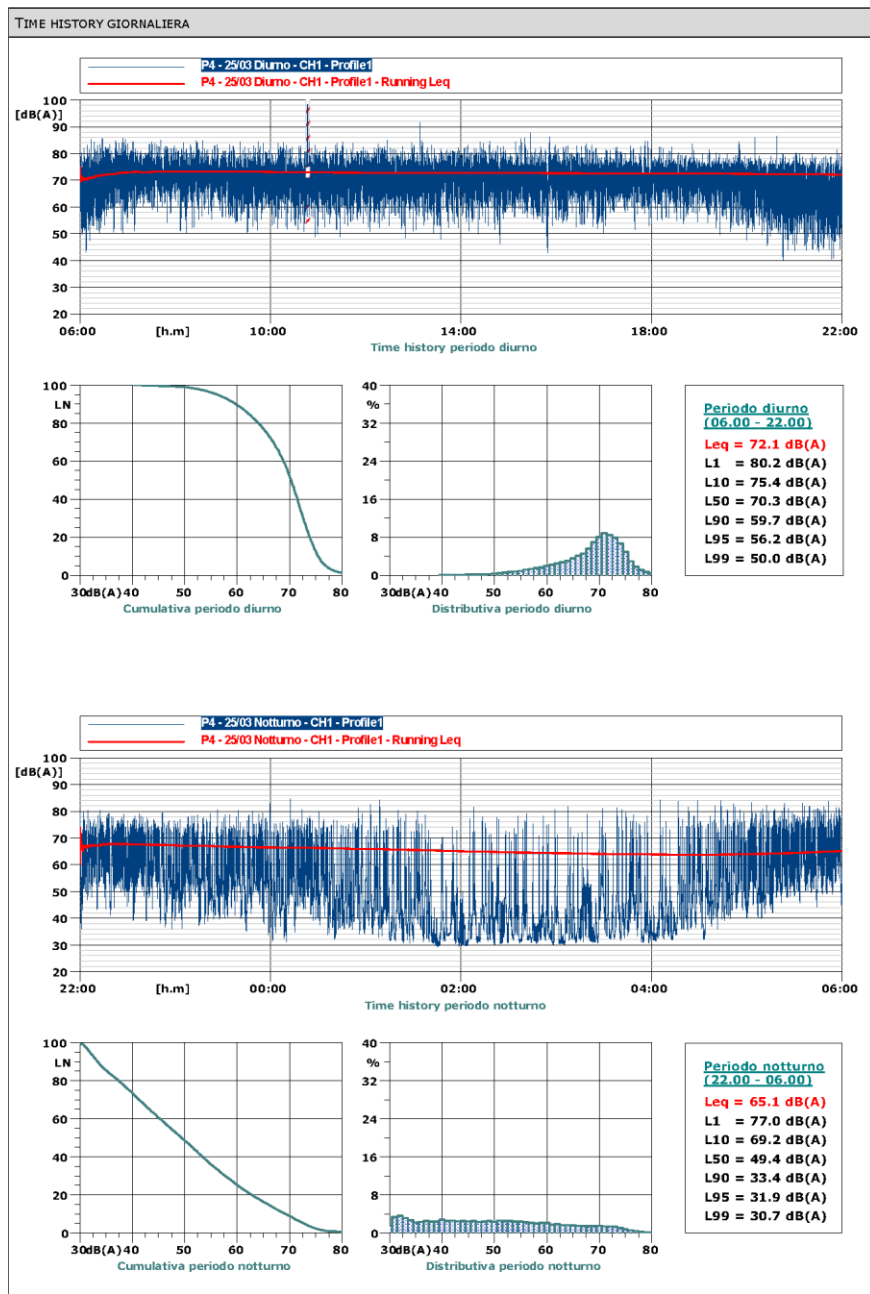 TIME HISTORY GIORNALIERA
P4 - 25/03 Diurno - CH1 - Profile1
P4 - 25/03 Diurno - CH1 - Profile1 - Running Leq
100
[dB(A)]
90
80
70
60
50
40
30
20
06:00 [h.m] 10:00 14:00 18:00 22:00
Time history periodo diurno
100
LN
80
60
40
20
0
30dB(A)40 50 60 70 80
Cumulativa periodo diurno
40
%
32
24
16
8
0
30dB(A)40 50 60 70 80
Distributiva periodo diurno
Periodo diurno
(06.00 - 22.00)
Leq = 72.1 dB(A)
L1 = 80.2 dB(A)
L10 = 75.4 dB(A)
L50 = 70.3 dB(A)
L90 = 59.7 dB(A)
L95 = 56.2 dB(A)
L99 = 50.0 dB(A)
P4 - 25/03 Notturno - CH1 - Profile1
P4 - 25/03 Notturno - CH1 - Profile1 - Running Leq
100
[dB(A)]
90
80
70
60
50
40
30
20
22:00 [h.m] 00:00 02:00 04:00 06:00
Time history periodo notturno
100
LN
80
60
40
20
0
30dB(A)40 50 60 70 80
Cumulativa periodo notturno
40
%
32
24
16
8
0
30dB(A)40 50 60 70 80
Distributiva periodo notturno
Periodo notturno
(22.00 - 06.00)
Leq = 65.1 dB(A)
L1 = 77.0 dB(A)
L10 = 69.2 dB(A)
L50 = 49.4 dB(A)
L90 = 33.4 dB(A)
L95 = 31.9 dB(A)
L99 = 30.7 dB(A)